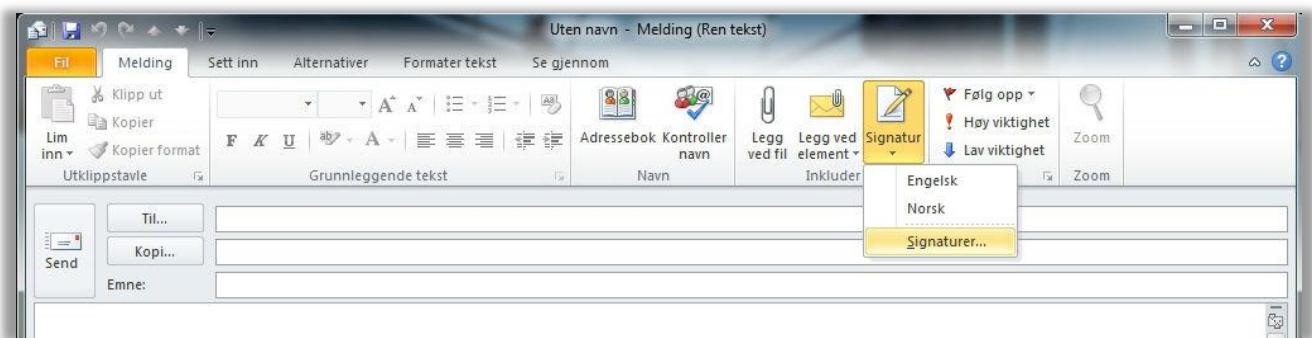 Uten navn - Melding (Ren tekst)
Fil Melding Sett inn Alternativer Formater tekst Se gjennom
Lim inn
Klipp ut
Kopier
Kopier format
Utklippstavle
F K U
Grunnleggende tekst
Adressebok
Kontroller
navn
Navn
Legg
ved fil
Legg ved
element
Signatur
Inkluder
Følg opp
Høy viktighet
Lav viktighet
Zoom
Zoom
Engelsk
Norsk
Signaturer...
Send
Til...
Kopi...
Emne: